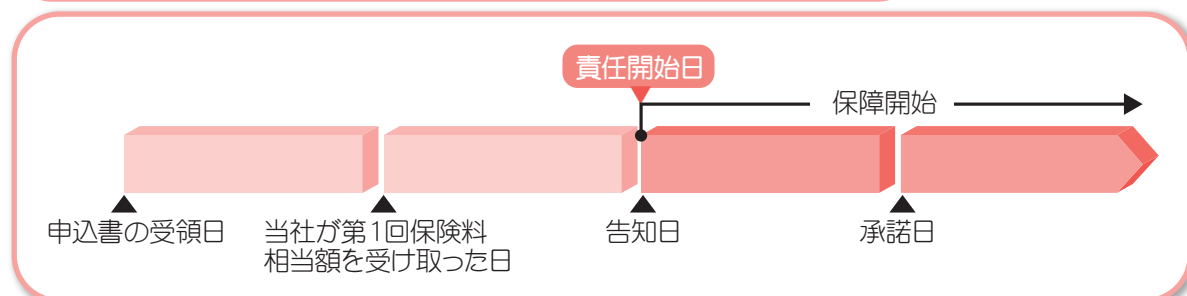 責任開始日
保障開始
申込書の受領日
当社が第1回保険料
相当額を受け取った日
告知日
承諾日